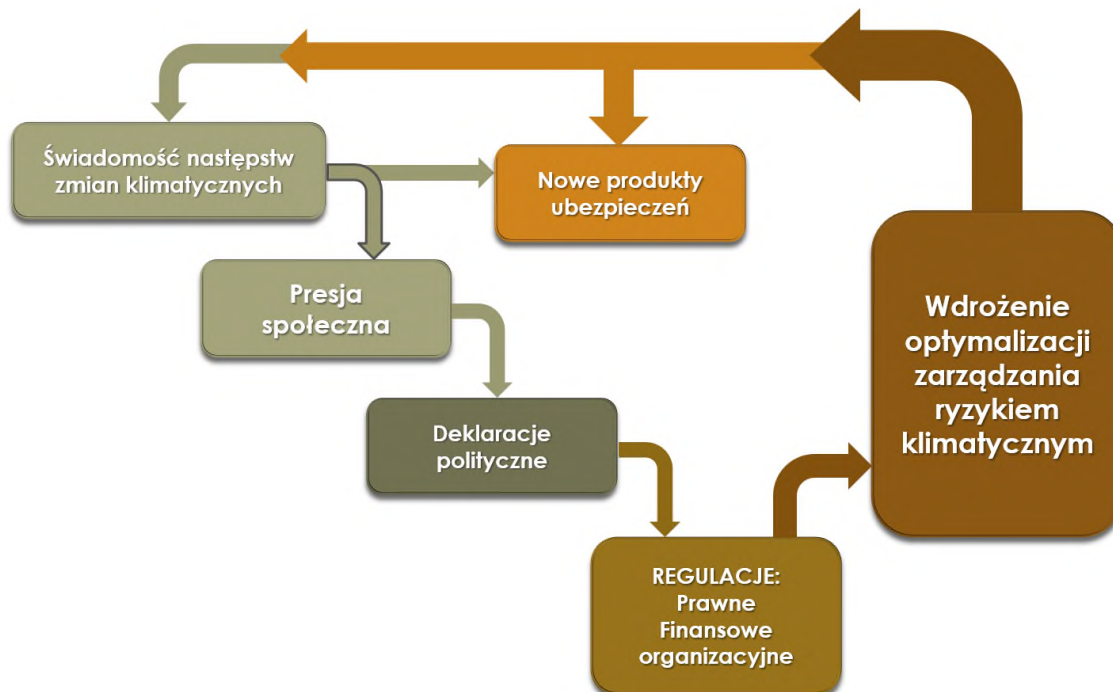 Świadomość następstw
zmian klimatycznych
Nowe produkty
ubezpieczeń
Presja
społeczna
Deklaracje
polityczne
REGULACJE:
Prawne
Finansowe
organizacyjne
Wdrożenie
optymalizacji
zarządzania
ryzykiem
klimatycznym